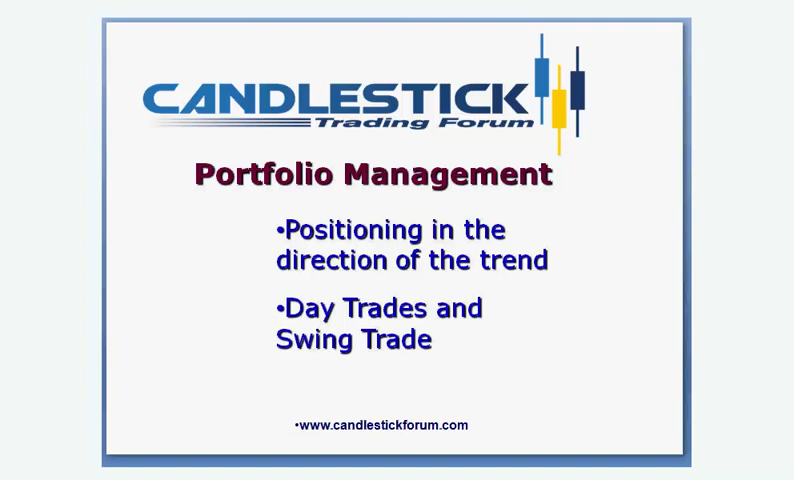 CANDLESTICK
Trading Forum
Portfolio Management
•Positioning in the
direction of the trend
•Day Trades and
Swing Trade
•www.candlestickforum.com